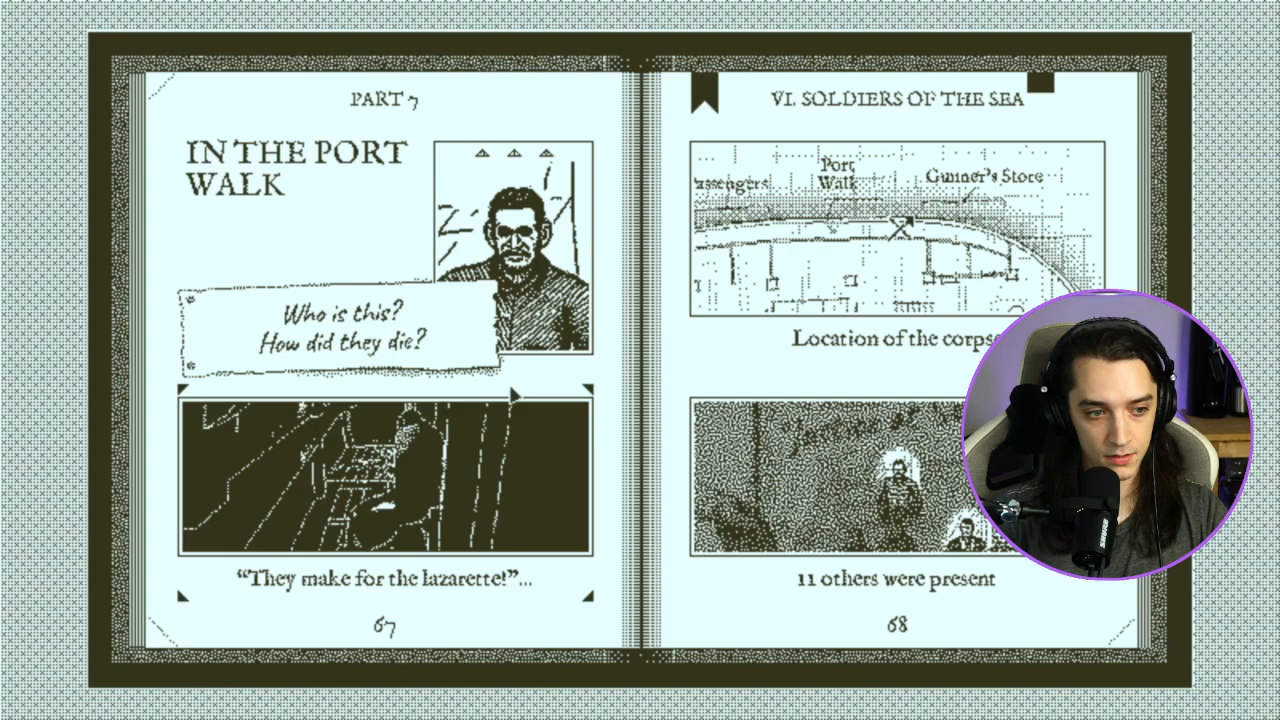 PART 7
IN THE PORT
WALK
Who is this?
How did they die?
"They make for the lazarette!"...
67
VI. SOLDIERS OF THE SEA
Port
Walk
Gunner's Store
Location of the corpse
11 others were present
68